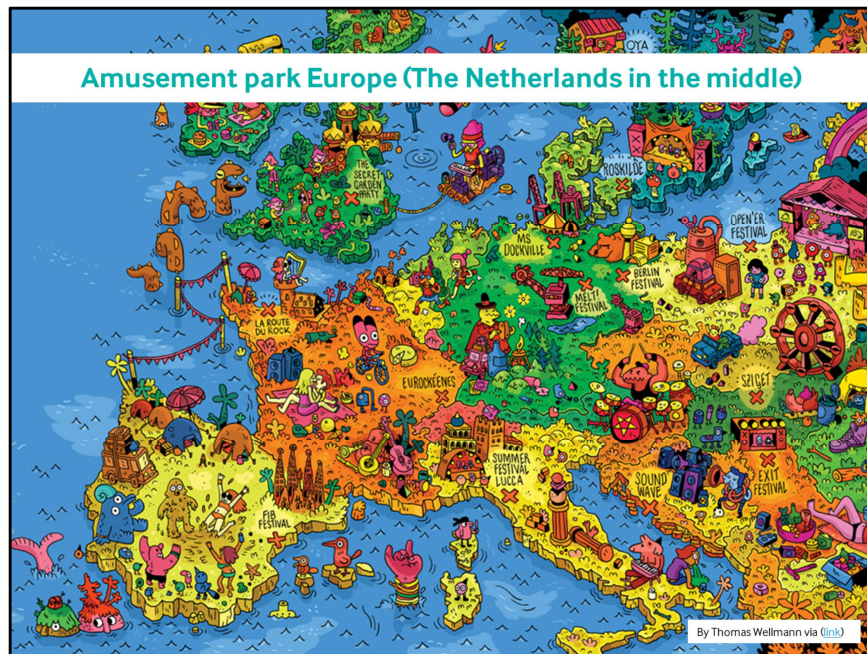 OYA
Amusement park Europe (The Netherlands in the middle)
THE
SECRET
GARDEN
PARTY
ROSKILDE
OPEN'ER
FESTIVAL
MS
DOCKVILLE
BERLIN
FESTIVAL
MELT!
FESTIVAL
LA ROUTE
DU ROCK
EUROCKÉENES
SZIGET
SUMMER
FESTIVAL
LUCCA
SOUND
WAVE
EXIT
FESTIVAL
FIB
FESTIVAL
By Thomas Wellmann via (link)